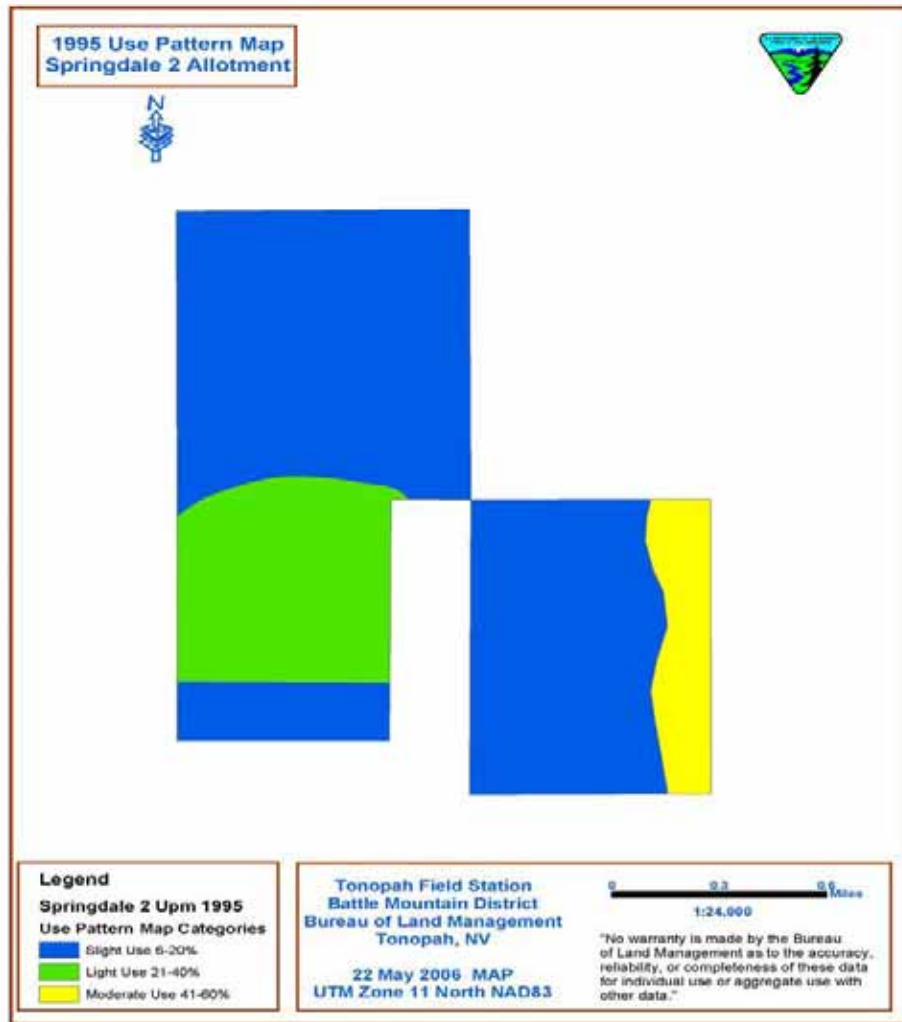 1995 Use Pattern Map
Springdale 2 Allotment
N
Legend
Springdale 2 Upm 1995
Use Pattern Map Categories
Slight Use 6-20%
Light Use 21-40%
Moderate Use 41-60%
Tonopah Field Station
Battle Mountain District
Bureau of Land Management
Tonopah, NV
22 May 2006 MAP
UTM Zone 11 North NAD83
0 0.3 0.6
Miles
1:24,000
"No warranty is made by the Bureau
of Land Management as to the accuracy,
reliability, or completeness of these data
for individual use or aggregate use with
other data."